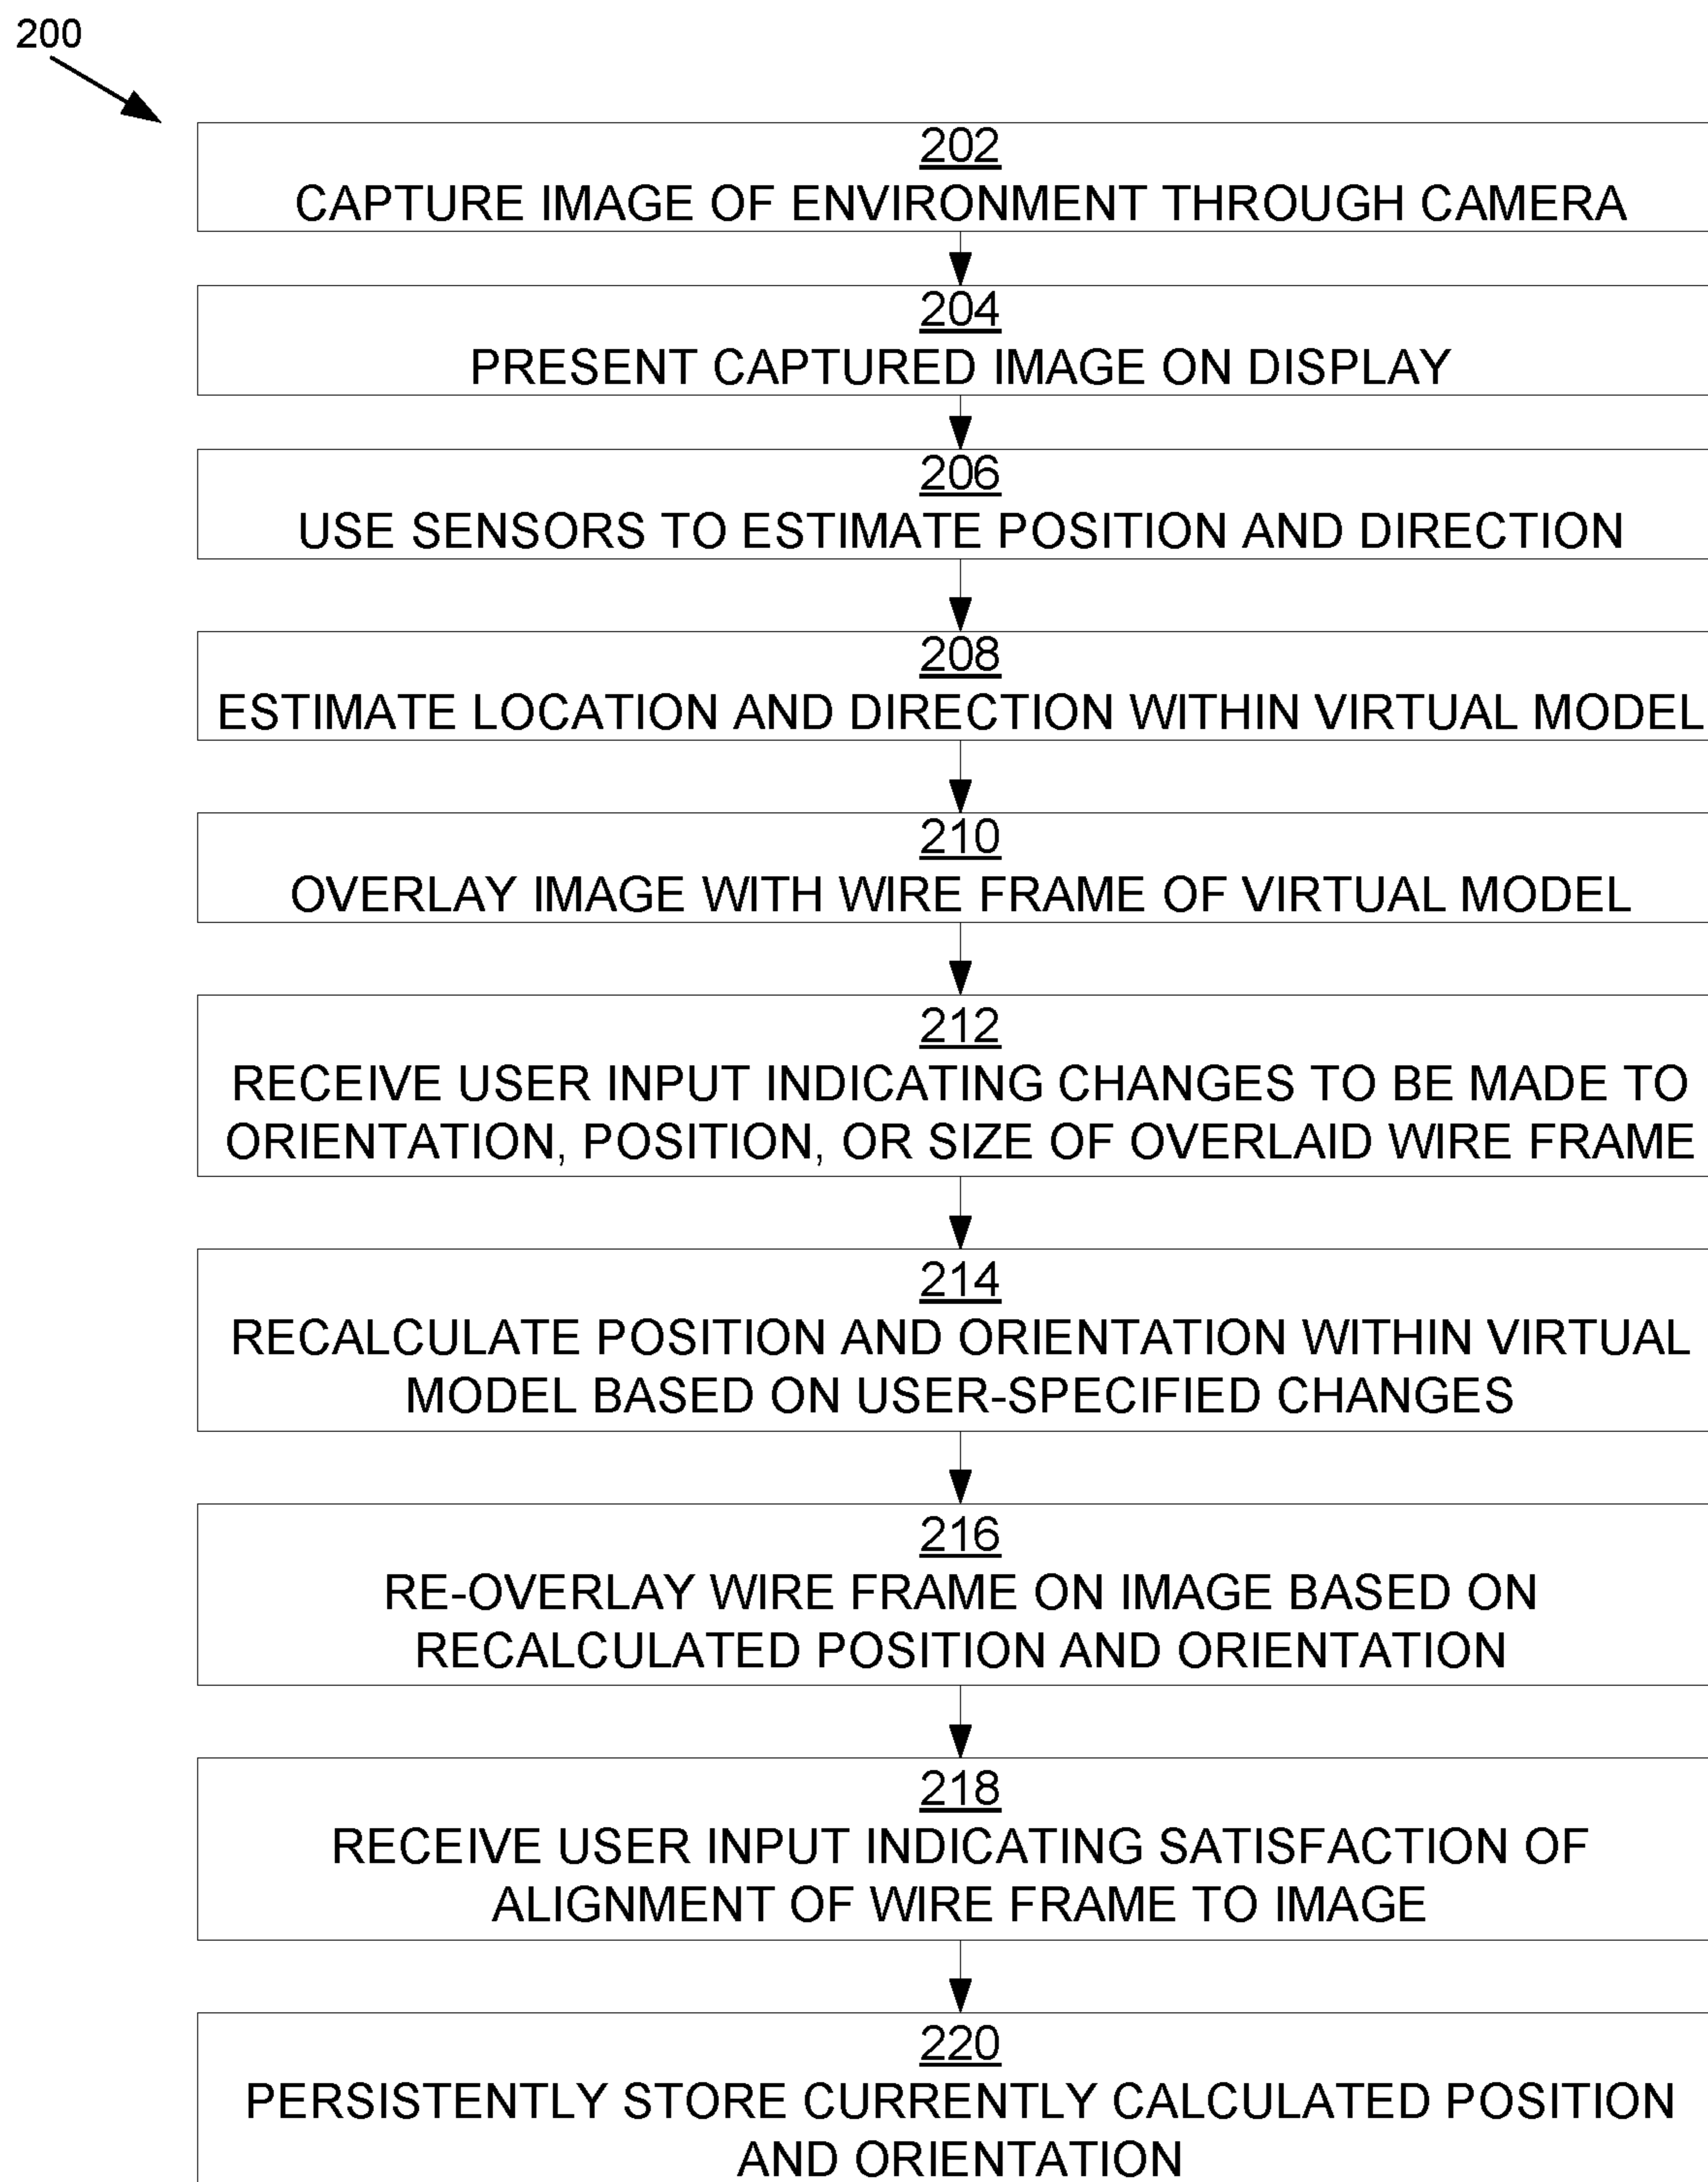 200
202
CAPTURE IMAGE OF ENVIRONMENT THROUGH CAMERA
204
PRESENT CAPTURED IMAGE ON DISPLAY
206
USE SENSORS TO ESTIMATE POSITION AND DIRECTION
208
ESTIMATE LOCATION AND DIRECTION WITHIN VIRTUAL MODEL
210
OVERLAY IMAGE WITH WIRE FRAME OF VIRTUAL MODEL
212
RECEIVE USER INPUT INDICATING CHANGES TO BE MADE TO
ORIENTATION, POSITION, OR SIZE OF OVERLAID WIRE FRAME
214
RECALCULATE POSITION AND ORIENTATION WITHIN VIRTUAL
MODEL BASED ON USER-SPECIFIED CHANGES
216
RE-OVERLAY WIRE FRAME ON IMAGE BASED ON
RECALCULATED POSITION AND ORIENTATION
218
RECEIVE USER INPUT INDICATING SATISFACTION OF
ALIGNMENT OF WIRE FRAME TO IMAGE
220
PERSISTENTLY STORE CURRENTLY CALCULATED POSITION
AND ORIENTATION